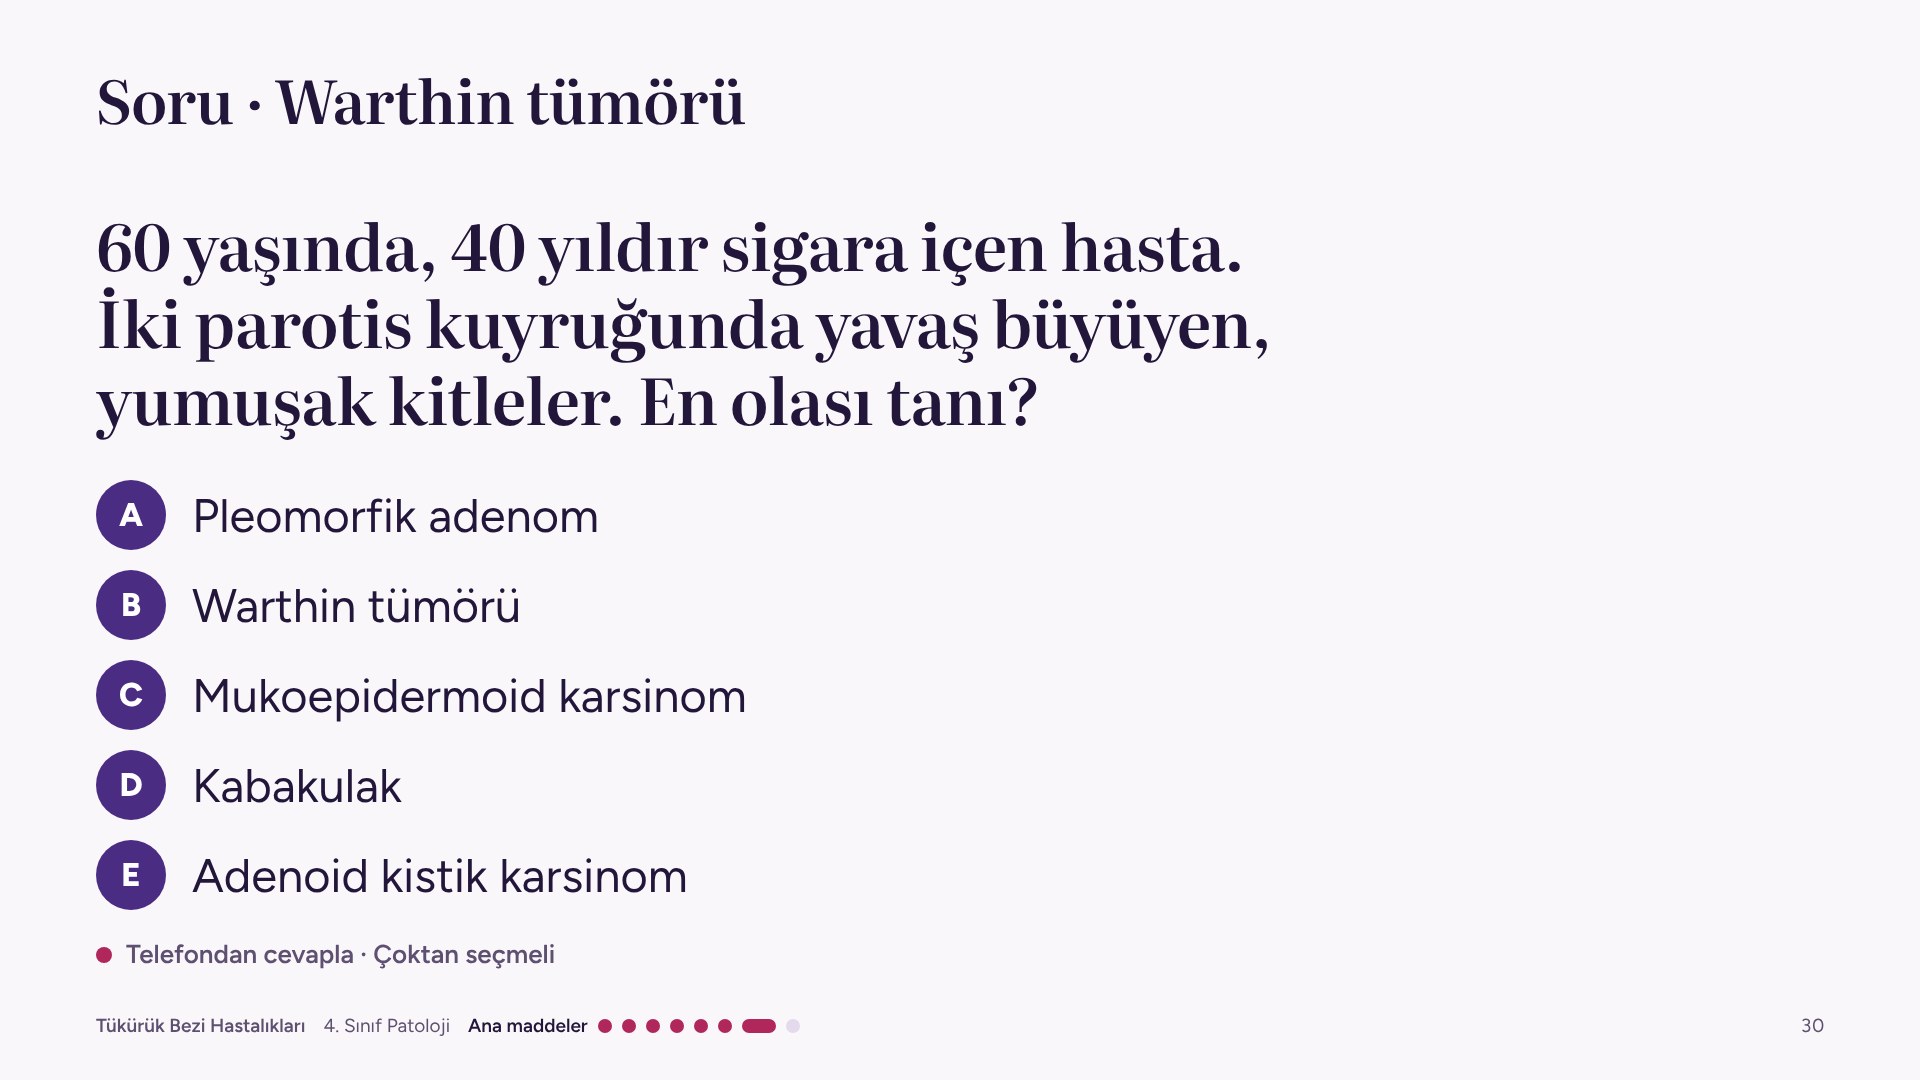 Soru · Warthin tümörü
60 yaşında, 40 yıldır sigara içen hasta.
İki parotis kuyruğunda yavaş büyüyen,
yumuşak kitleler. En olası tanı?
A Pleomorfik adenom
B Warthin tümörü
C Mukoepidermoid karsinom
D Kabakulak
E Adenoid kistik karsinom
Telefondan cevapla · Çoktan seçmeli
Tükürük Bezi Hastalıkları 4. Sınıf Patoloji Ana maddeler 30